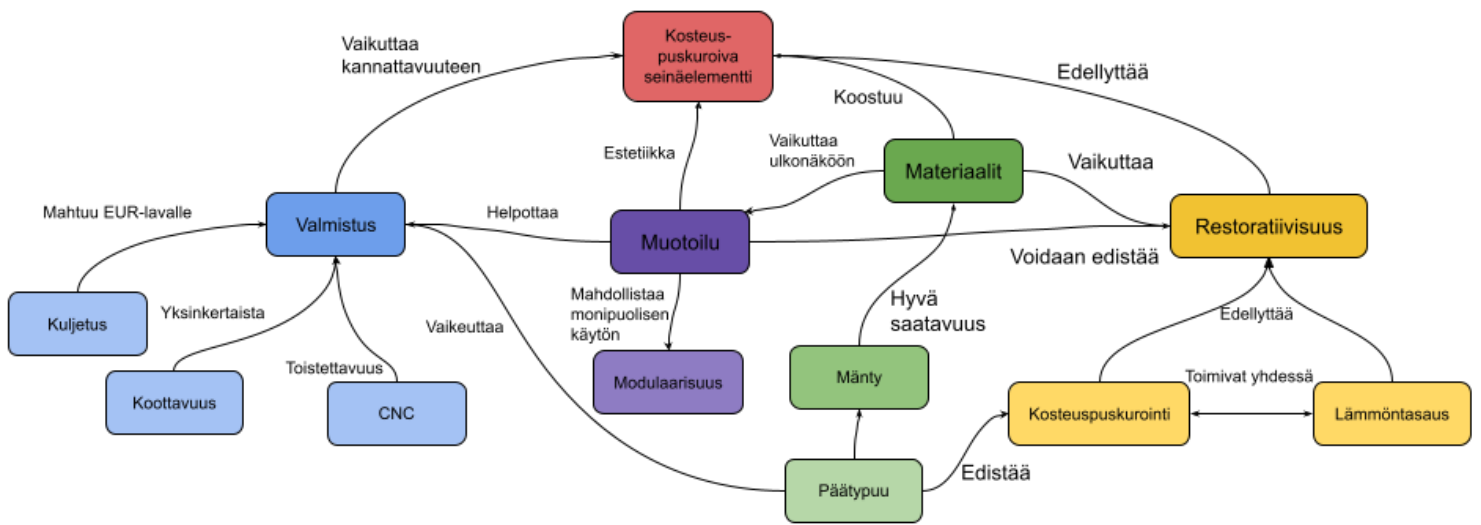 Kosteus-
puskuroiva
seinäelementti
Vaikuttaa
kannattavuuteen
Edellyttää
Koostuu
Estetiikka
Vaikuttaa
ulkonäköön
Materiaalit
Vaikuttaa
Mahtuu EUR-lavalle
Valmistus
Helpottaa
Muotoilu
Restoratiivisuus
Voidaan edistää
Kuljetus
Yksinkertaista
Vaikeuttaa
Mahdollistaa
monipuolisen
käytön
Hyvä
saatavuus
Edellyttää
Toistettavuus
Modulaarisuus
Mänty
Toimivat yhdessä
Koottavuus
CNC
Kosteuspuskurointi
Lämmöntasaus
Päätypuu
Edistää